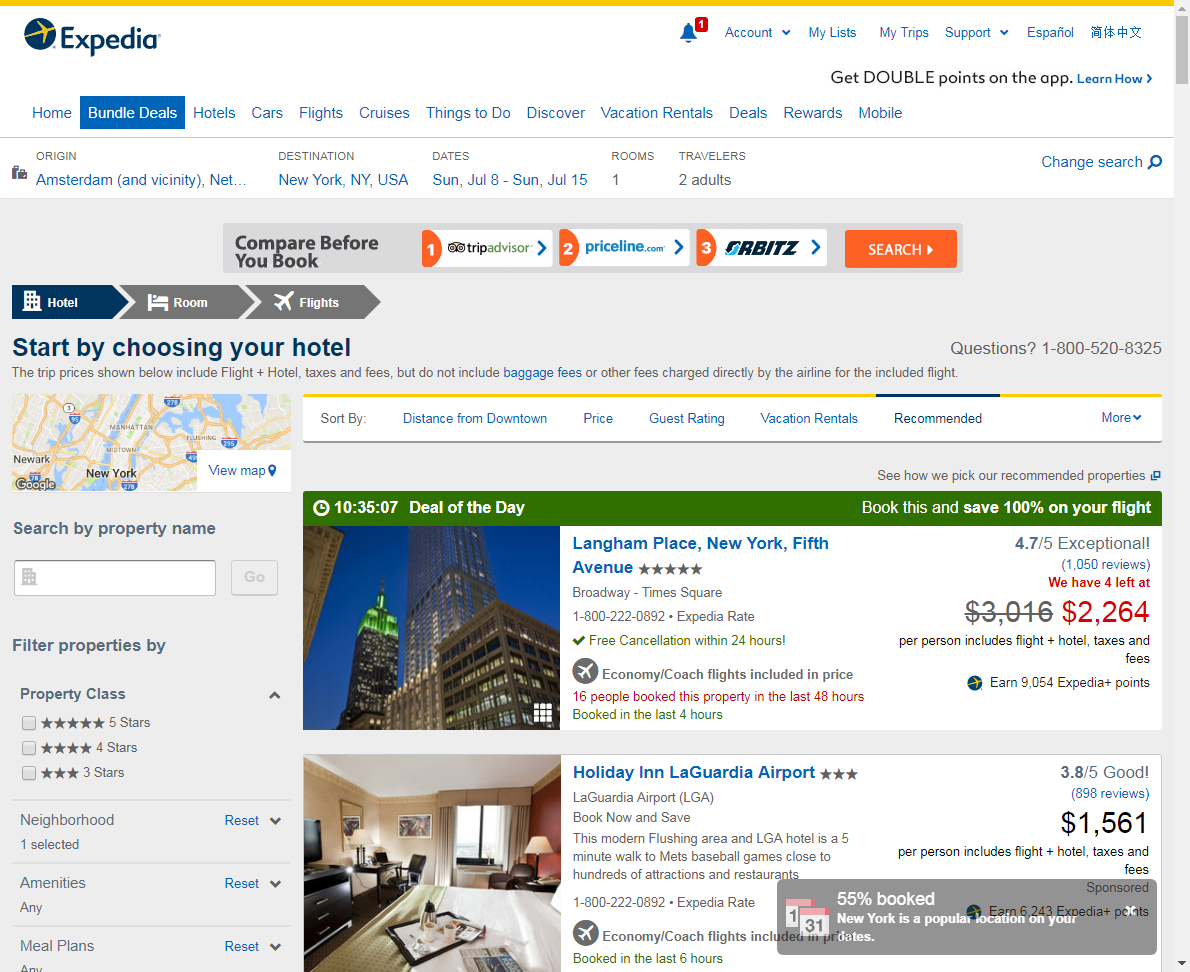 Expedia
1
Account
My Lists
My Trips
Support
Español
简体中文
Get DOUBLE points on the app. Learn How
Home
Bundle Deals
Hotels
Cars
Flights
Cruises
Things to Do
Discover
Vacation Rentals
Deals
Rewards
Mobile
ORIGIN
Amsterdam (and vicinity), Net...
DESTINATION
New York, NY, USA
DATES
Sun, Jul 8 - Sun, Jul 15
ROOMS
1
TRAVELERS
2 adults
Change search
Compare Before
You Book
1 tripadvisor
2 priceline.com
3 ORBITZ
SEARCH
Hotel
Room
Flights
Start by choosing your hotel
Questions? 1-800-520-8325
The trip prices shown below include Flight + Hotel, taxes and fees, but do not include baggage fees or other fees charged directly by the airline for the included flight.
3
278
95
MANHATTAN
FLUSHING
295
MIDTOWN
Newark
New York
78
278
Google
View map
Sort By:
Distance from Downtown
Price
Guest Rating
Vacation Rentals
Recommended
More
See how we pick our recommended properties
Search by property name
Go
Filter properties by
Property Class
★★★★★ 5 Stars
★★★★ 4 Stars
★★★ 3 Stars
Neighborhood
Reset
1 selected
Amenities
Reset
Any
Meal Plans
Reset
Any
10:35:07 Deal of the Day
Book this and save 100% on your flight
Langham Place, New York, Fifth
Avenue ★★★★★
Broadway - Times Square
1-800-222-0892 • Expedia Rate
Free Cancellation within 24 hours!
Economy/Coach flights included in price
16 people booked this property in the last 48 hours
Booked in the last 4 hours
4.7/5 Exceptional!
(1,050 reviews)
We have 4 left at
$3,016 $2,264
per person includes flight + hotel, taxes and
fees
Earn 9,054 Expedia+ points
Holiday Inn LaGuardia Airport ★★★
LaGuardia Airport (LGA)
Book Now and Save
This modern Flushing area and LGA hotel is a 5
minute walk to Mets baseball games close to
hundreds of attractions and restaurants
1-800-222-0892 • Expedia Rate
Economy/Coach flights included in price
Booked in the last 6 hours
3.8/5 Good!
(898 reviews)
$1,561
per person includes flight + hotel, taxes and
fees
Sponsored
Earn 6,243 Expedia+ points
1
31
55% booked
New York is a popular location on your
dates.